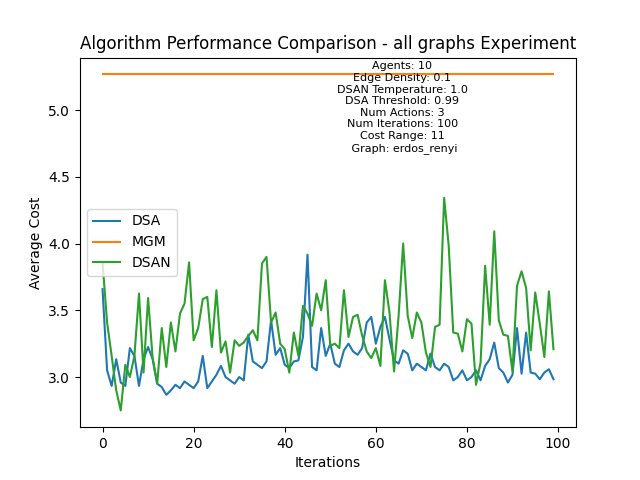 Algorithm Performance Comparison - all graphs Experiment
Agents: 10
Edge Density: 0.1
DSAN Temperature: 1.0
DSA Threshold: 0.99
Num Actions: 3
Num Iterations: 100
Cost Range: 11
Graph: erdos_renyi
5.0
4.5
4.0
3.5
3.0
Average Cost
DSA
MGM
DSAN
0
20
40
60
80
100
Iterations